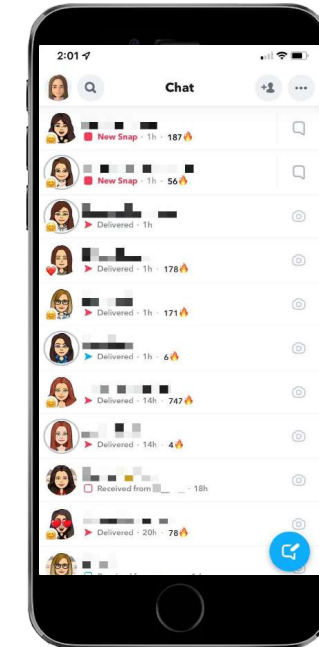 2:01
Chat
New Snap · 1h · 187🔥
New Snap · 1h · 56🔥
Delivered · 1h
Delivered · 1h · 178🔥
Delivered · 1h · 171🔥
Delivered · 1h · 6🔥
Delivered · 14h · 747🔥
Delivered · 14h · 4🔥
Received from · 18h
Delivered · 20h · 78🔥